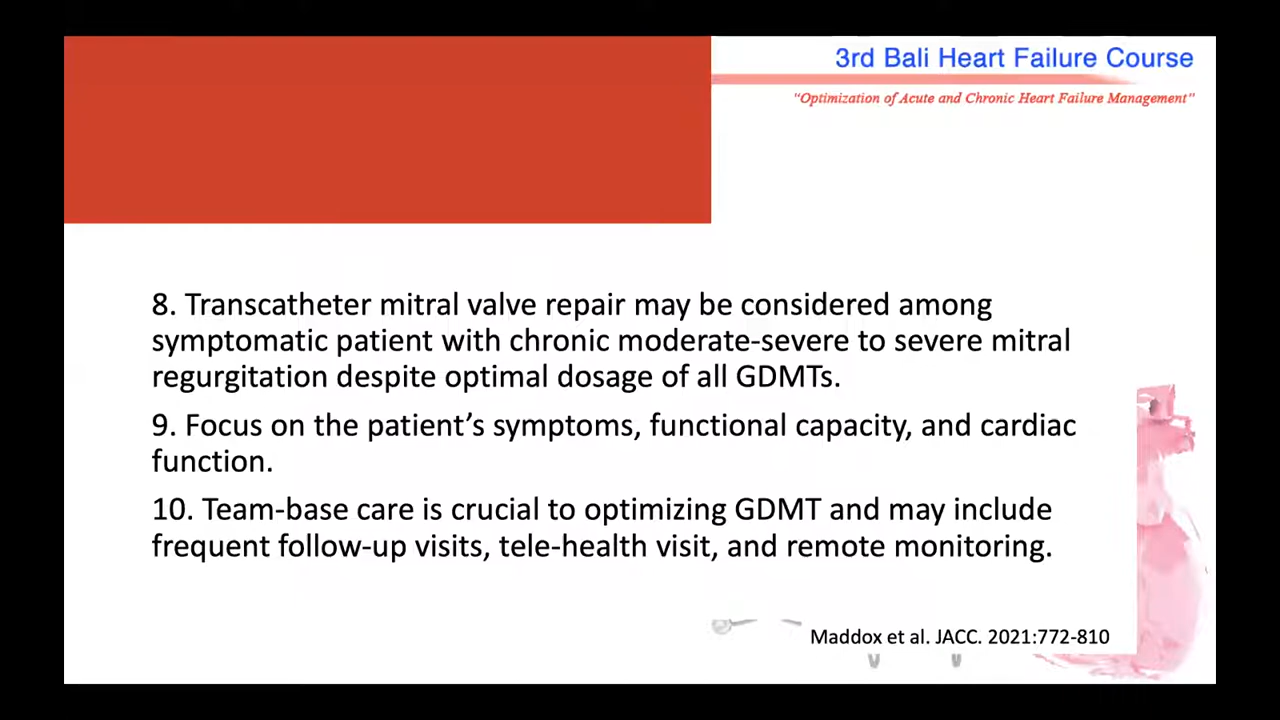 3rd Bali Heart Failure Course
"Optimization of Acute and Chronic Heart Failure Management"
8. Transcatheter mitral valve repair may be considered among
symptomatic patient with chronic moderate-severe to severe mitral
regurgitation despite optimal dosage of all GDMTs.
9. Focus on the patient's symptoms, functional capacity, and cardiac
function.
10. Team-base care is crucial to optimizing GDMT and may include
frequent follow-up visits, tele-health visit, and remote monitoring.
Maddox et al. JACC. 2021:772-810